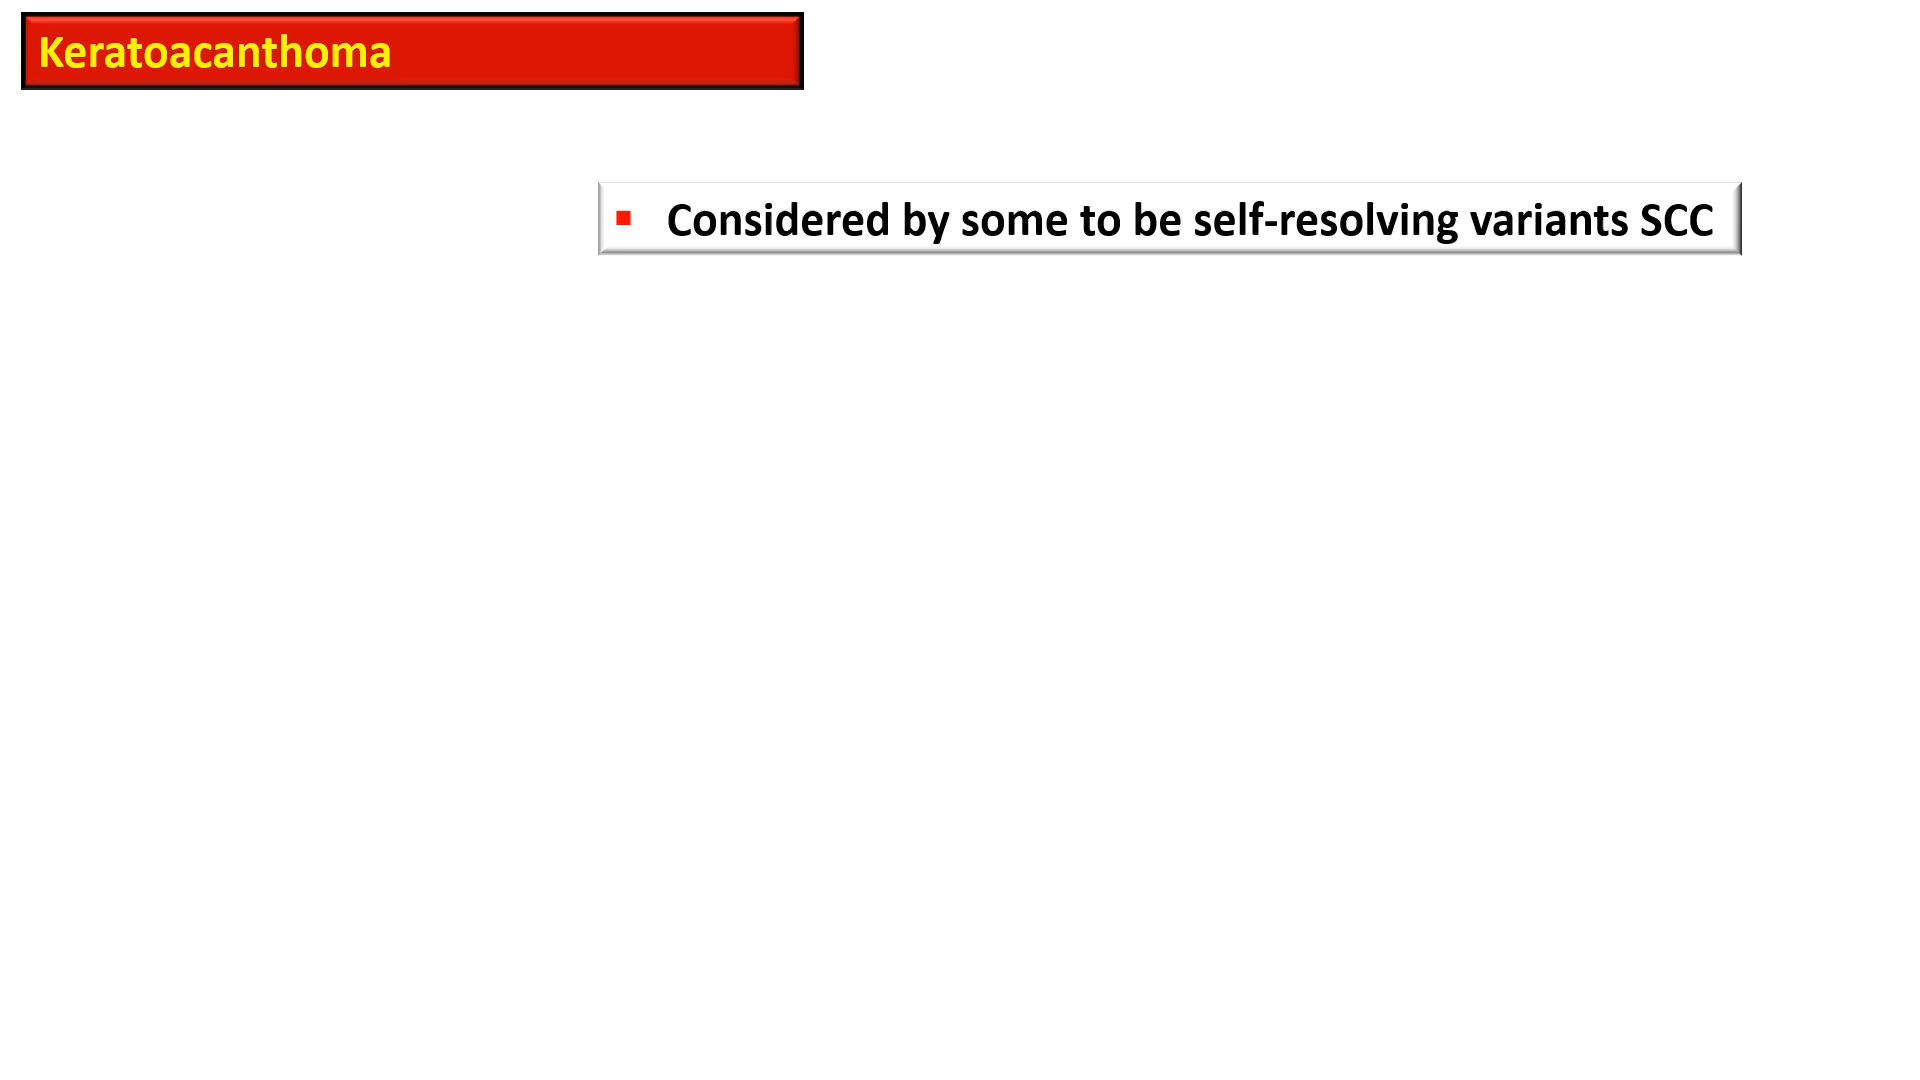 Keratoacanthoma
▪ Considered by some to be self-resolving variants SCC